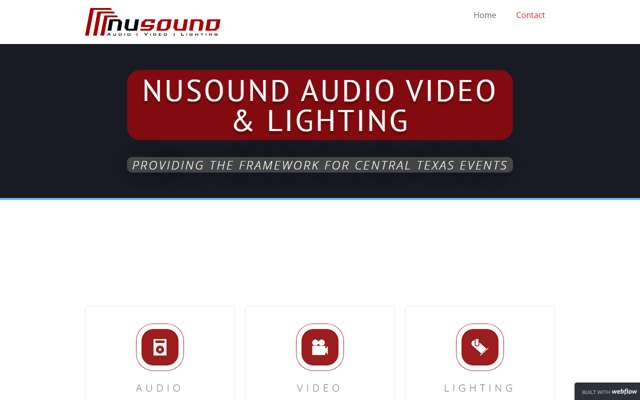 nusound
Audio | Video | Lighting
Home
Contact
NUSOUND AUDIO VIDEO
& LIGHTING
PROVIDING THE FRAMEWORK FOR CENTRAL TEXAS EVENTS
AUDIO
VIDEO
LIGHTING
BUILT WITH webflow